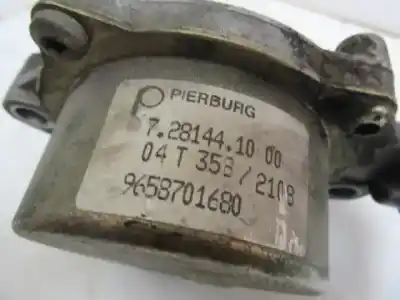 PIERBURG
7.28144.10 00
04 T 358 / 2108
9658701680